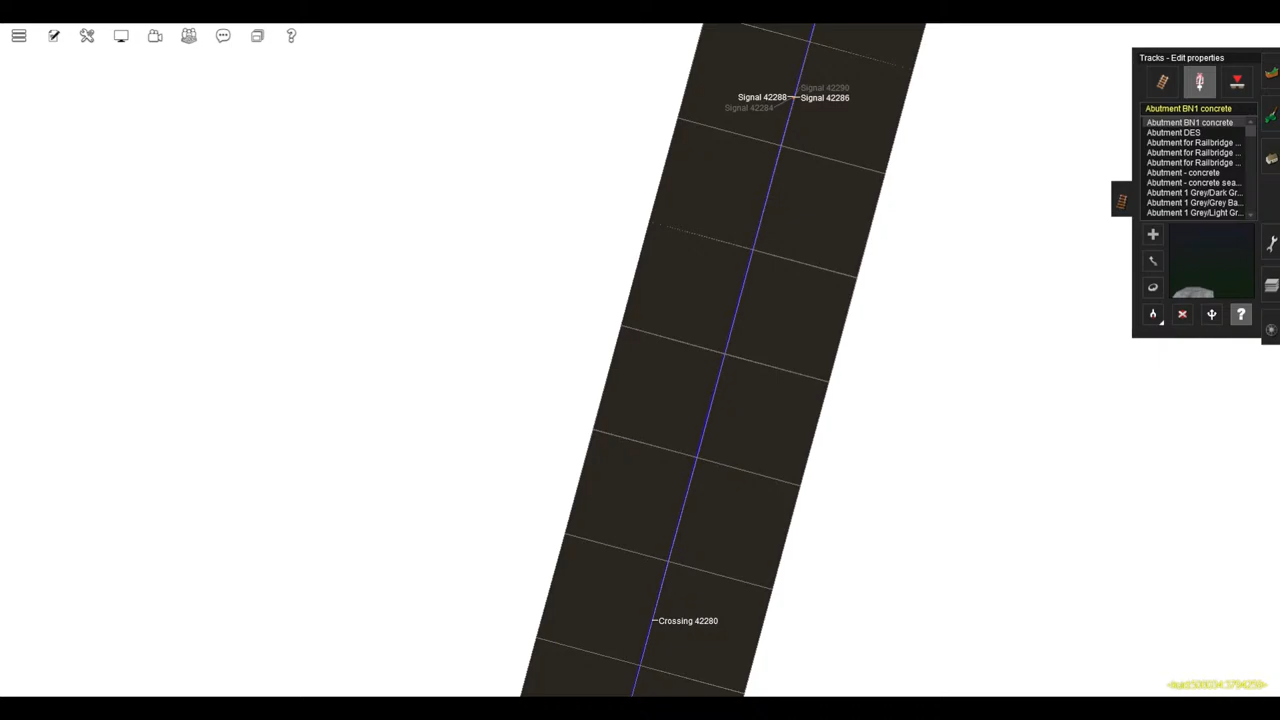 Tracks - Edit properties
Abutment BN1 concrete
Abutment BN1 concrete
Abutment DES
Abutment for Railbridge ...
Abutment for Railbridge ...
Abutment for Railbridge ...
Abutment - concrete
Abutment - concrete sea...
Abutment 1 Grey/Dark Gr...
Abutment 1 Grey/Grey Ba...
Abutment 1 Grey/Light Gr...
?
?
Signal 42290
Signal 42288
Signal 42286
Signal 42284
Crossing 42280